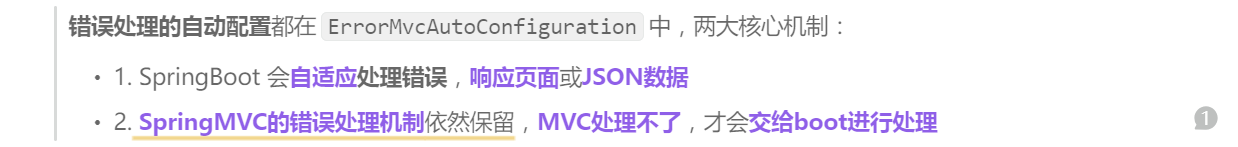 错误处理的自动配置都在 ErrorMvcAutoConfiguration 中，两大核心机制：
• 1. SpringBoot 会自适应处理错误，响应页面或JSON数据
• 2. SpringMVC的错误处理机制依然保留，MVC处理不了，才会交给boot进行处理
1